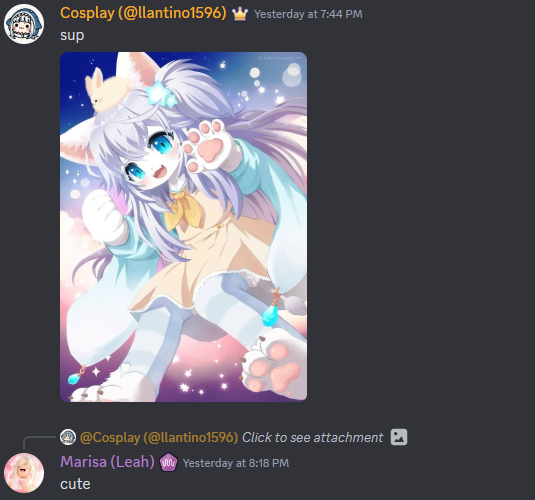 Cosplay (@llantino1596) Yesterday at 7:44 PM
sup
@Cosplay (@llantino1596) Click to see attachment
Marisa (Leah) Yesterday at 8:18 PM
cute